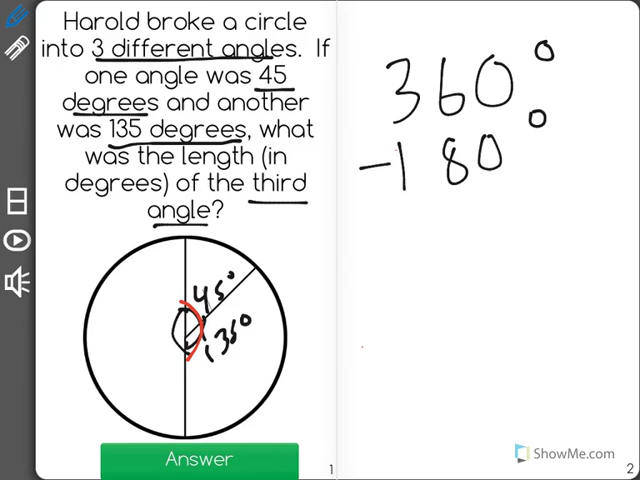 Harold broke a circle
into 3 different angles. If
one angle was 45
degrees and another
was 135 degrees, what
was the length (in
degrees) of the third
angle?
45°
135°
Answer
1
360°
-180°
ShowMe.com
2